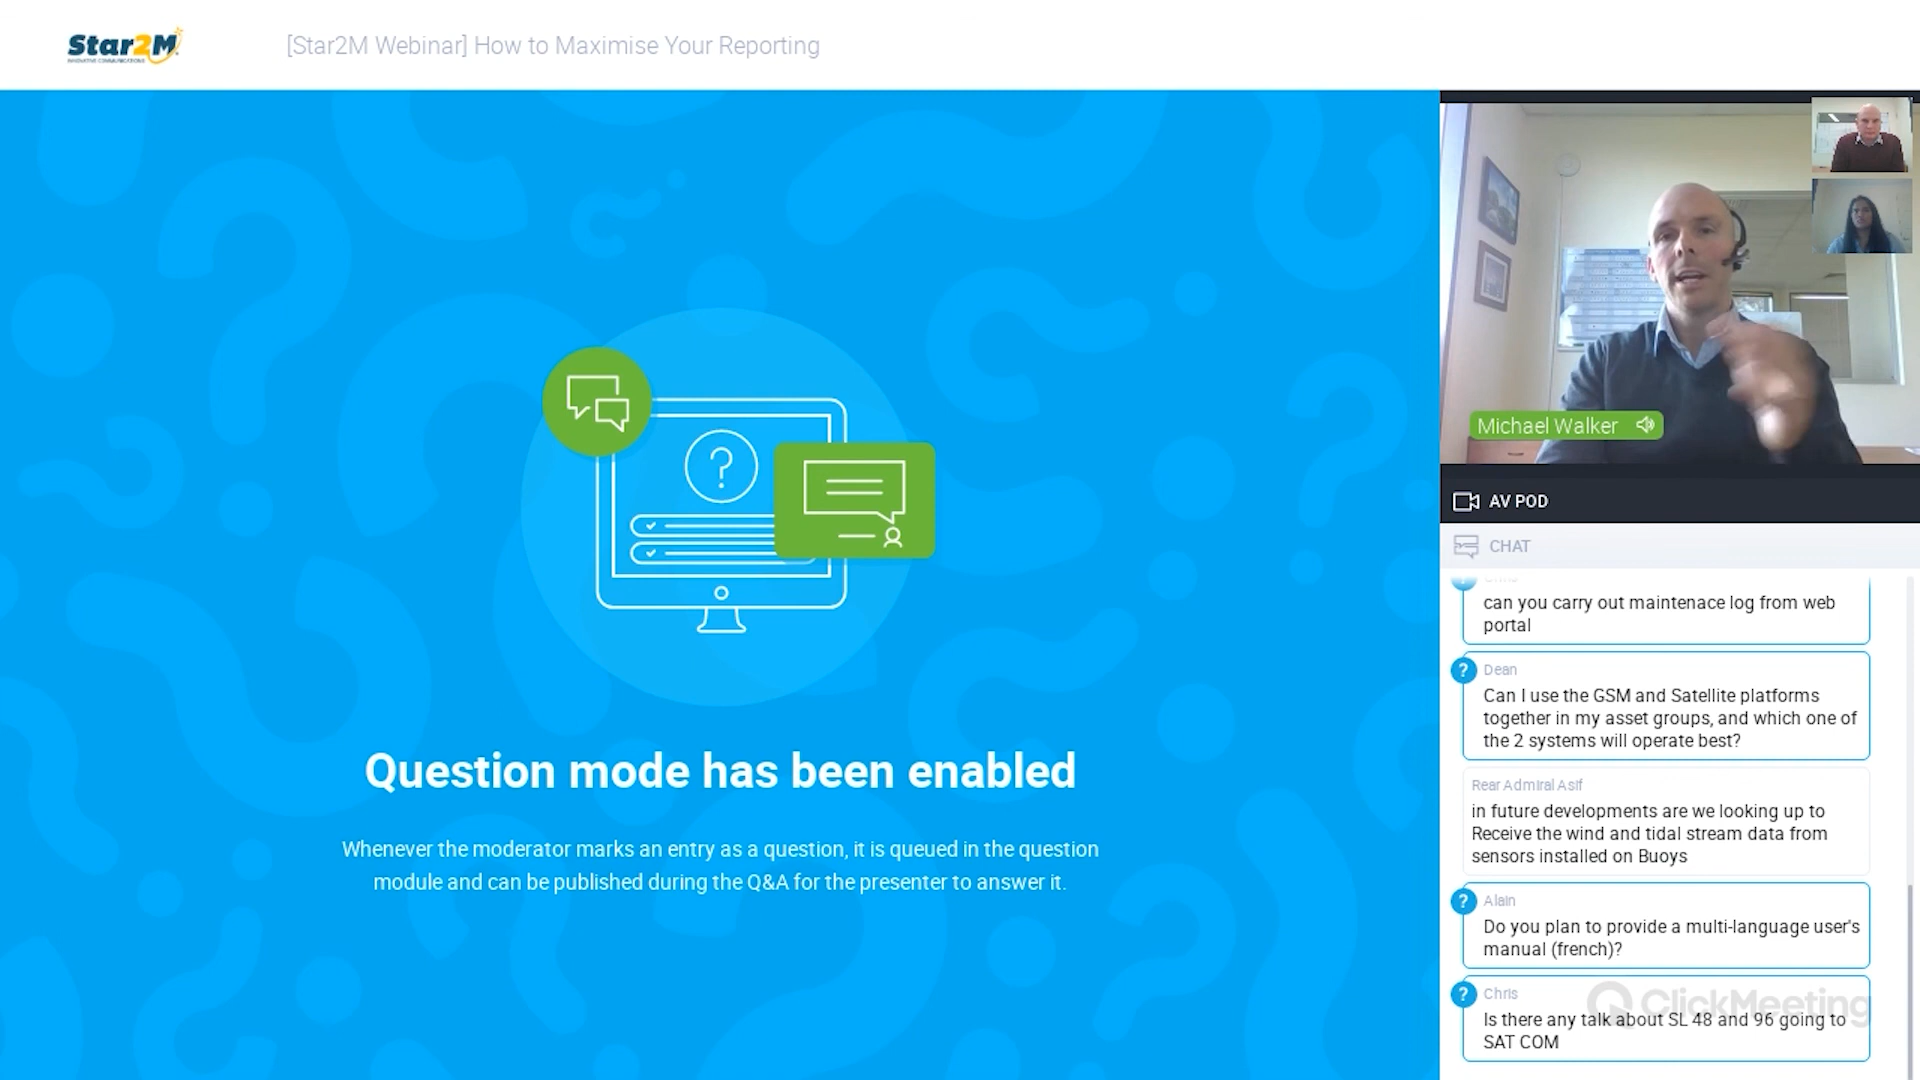 Star2M
INNOVATIVE COMMUNICATIONS
[Star2M Webinar] How to Maximise Your Reporting
Question mode has been enabled
Whenever the moderator marks an entry as a question, it is queued in the question
module and can be published during the Q&A for the presenter to answer it.
Michael Walker
AV POD
CHAT
Chris
can you carry out maintenace log from web
portal
Dean
Can I use the GSM and Satellite platforms
together in my asset groups, and which one of
the 2 systems will operate best?
Rear Admiral Asif
in future developments are we looking up to
Receive the wind and tidal stream data from
sensors installed on Buoys
Alain
Do you plan to provide a multi-language user's
manual (french)?
Chris
Is there any talk about SL 48 and 96 going to
SAT COM
ClickMeeting